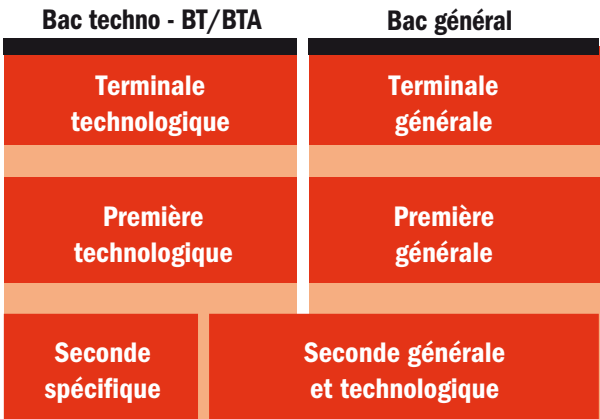 Bac techno - BT/BTA
Bac général
Terminale
technologique
Terminale
générale
Première
technologique
Première
générale
Seconde
spécifique
Seconde générale
et technologique